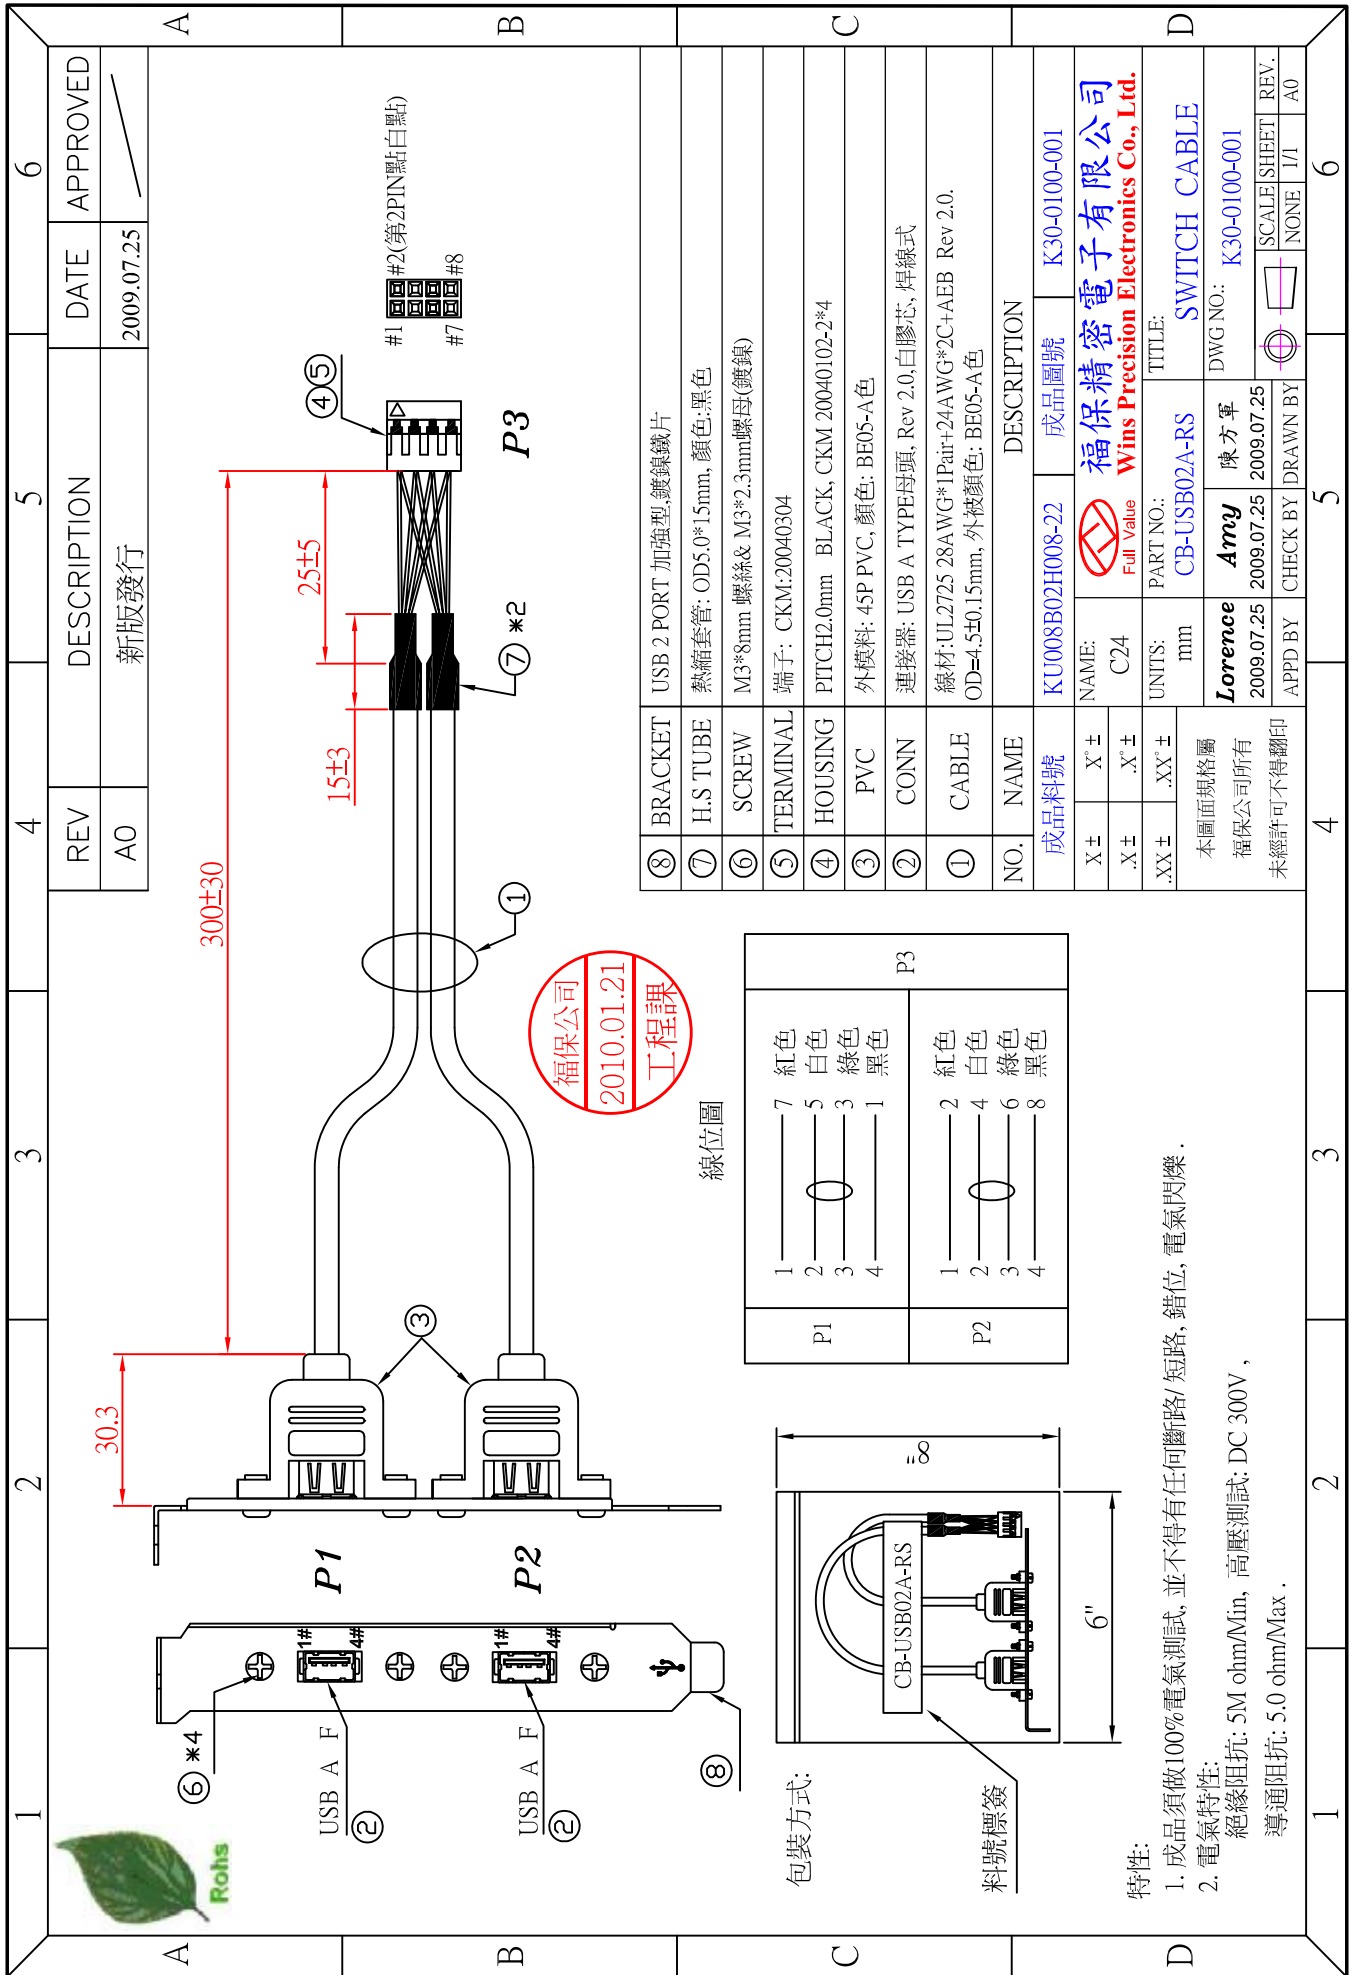 1 2 3 4 5 6
A B C D
REV DESCRIPTION DATE APPROVED
A0 新版發行 2009.07.25
Rohs
⑥ *4
USB A F
②
USB A F
②
⑧
1#
4#
1#
4#
P1
P2
30.3
300±30
15±3
25±5
③
①
⑦ *2
④⑤
P3
#1 #2(第2PIN點白點)
#7 #8
福保公司
2010.01.21
工程課
包裝方式:
CB-USB02A-RS
料號標簽
8"
6"
線位圖
P1 P3
1 7 紅色
2 5 白色
3 3 綠色
4 1 黑色
P2
1 2 紅色
2 4 白色
3 6 綠色
4 8 黑色
特性:
1. 成品須做100%電氣測試, 並不得有任何斷路/ 短路, 錯位, 電氣閃爍 .
2. 電氣特性:
絕緣阻抗: 5M ohm/Min, 高壓測試: DC 300V ,
導通阻抗: 5.0 ohm/Max .
⑧ BRACKET USB 2 PORT 加強型,鍍鎳鐵片
⑦ H.S TUBE 熱縮套管: OD5.0*15mm, 顏色:黑色
⑥ SCREW M3*8mm 螺絲& M3*2.3mm螺母(鍍鎳)
⑤ TERMINAL 端子: CKM:20040304
④ HOUSING PITCH2.0mm BLACK, CKM 20040102-2*4
③ PVC 外模料: 45P PVC, 顏色: BE05-A色
② CONN 連接器: USB A TYPE母頭, Rev 2.0,白膠芯, 焊線式
① CABLE 線材:UL2725 28AWG*1Pair+24AWG*2C+AEB Rev 2.0.
OD=4.5±0.15mm, 外被顏色: BE05-A色
NO. NAME DESCRIPTION
成品料號 KU008B02H008-22 成品圖號 K30-0100-001
X ± X° ±
.X ± .X° ±
.XX ± .XX° ±
本圖面規格屬
福保公司所有
未經許可不得翻印
NAME:
C24
Full Value
福保精密電子有限公司
Wins Precision Electronics Co., Ltd.
UNITS:
mm
PART NO.:
CB-USB02A-RS
TITLE:
SWITCH CABLE
Lorence Amy 陳方軍
2009.07.25 2009.07.25 2009.07.25
APPD BY CHECK BY DRAWN BY
DWG NO.:
K30-0100-001
SCALE SHEET REV.
NONE 1/1 A0
A B C D
1 2 3 4 5 6